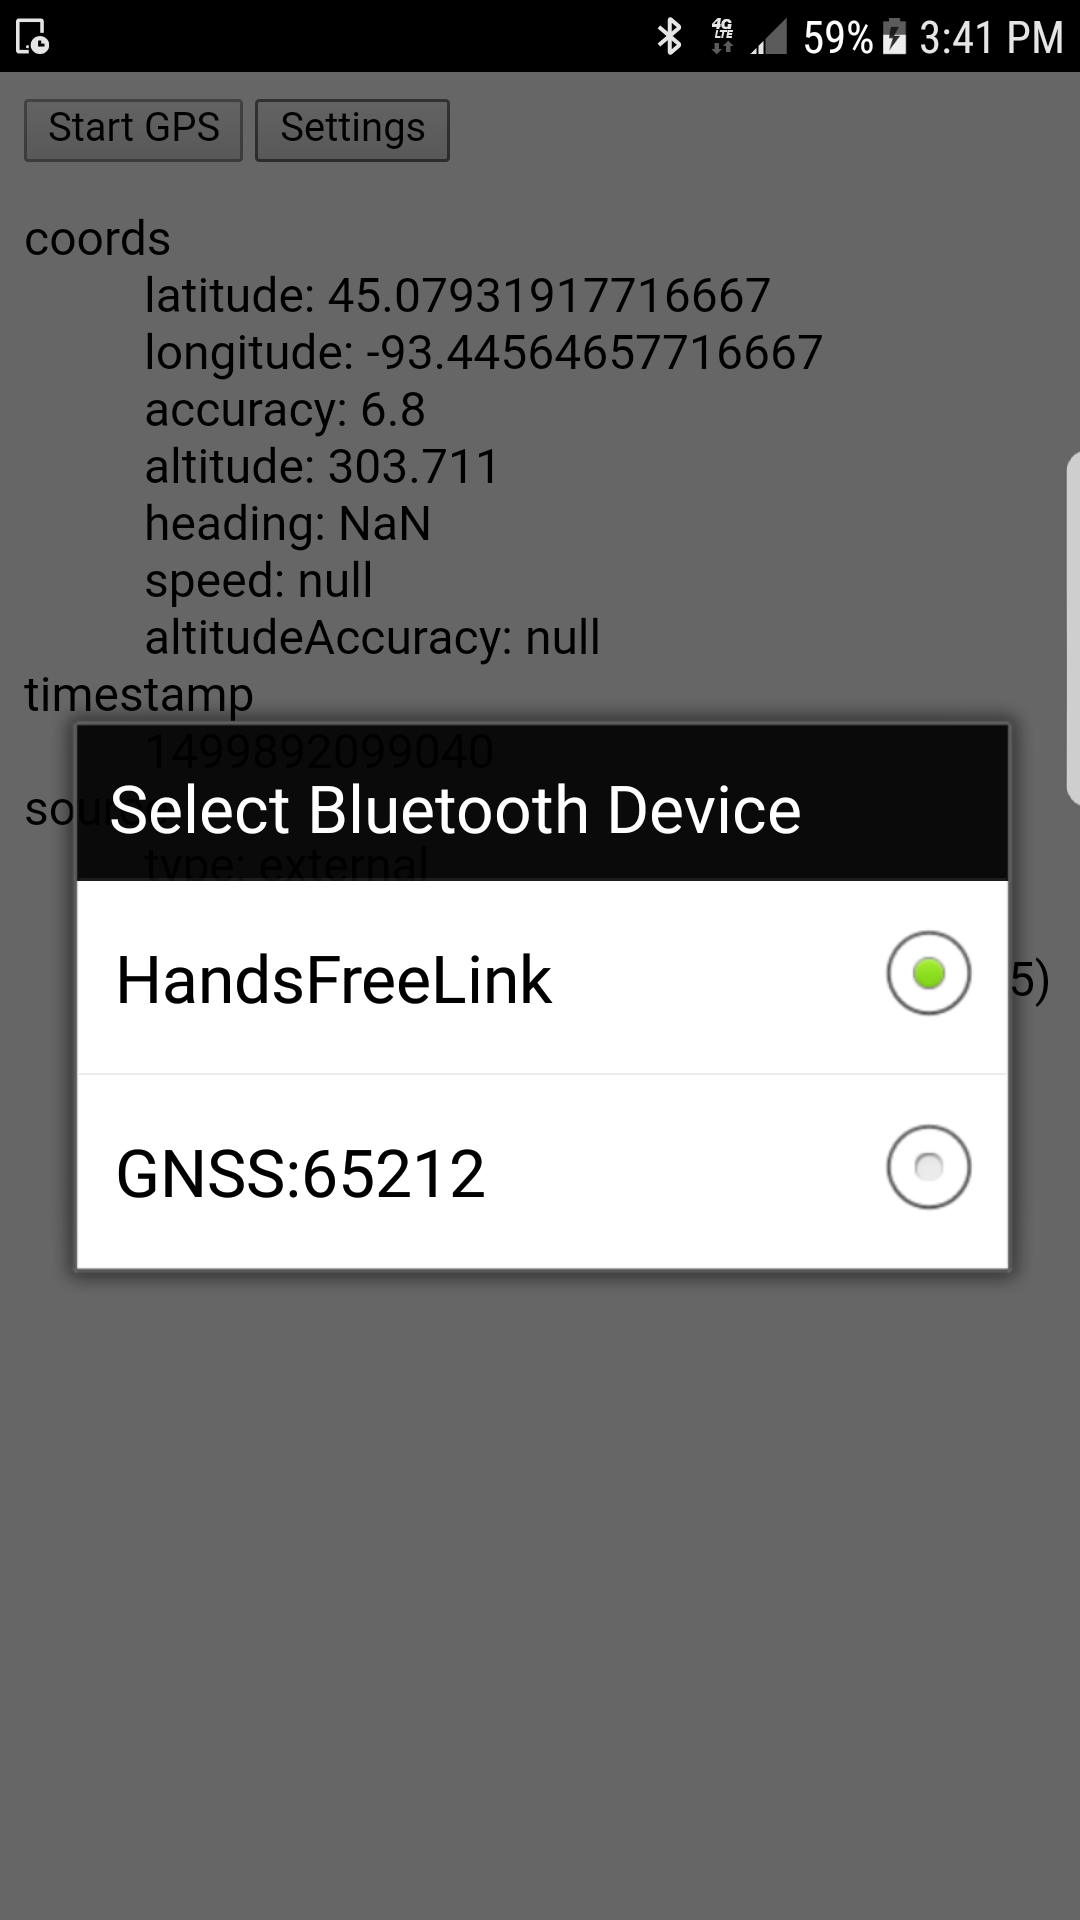 4G
LTE
59%
3:41 PM
Start GPS
Settings
coords
latitude: 45.07931917716667
longitude: -93.44564657716667
accuracy: 6.8
altitude: 303.711
heading: NaN
speed: null
altitudeAccuracy: null
timestamp
1499892099040
sou
Select Bluetooth Device
type: external
HandsFreeLink
5)
GNSS:65212